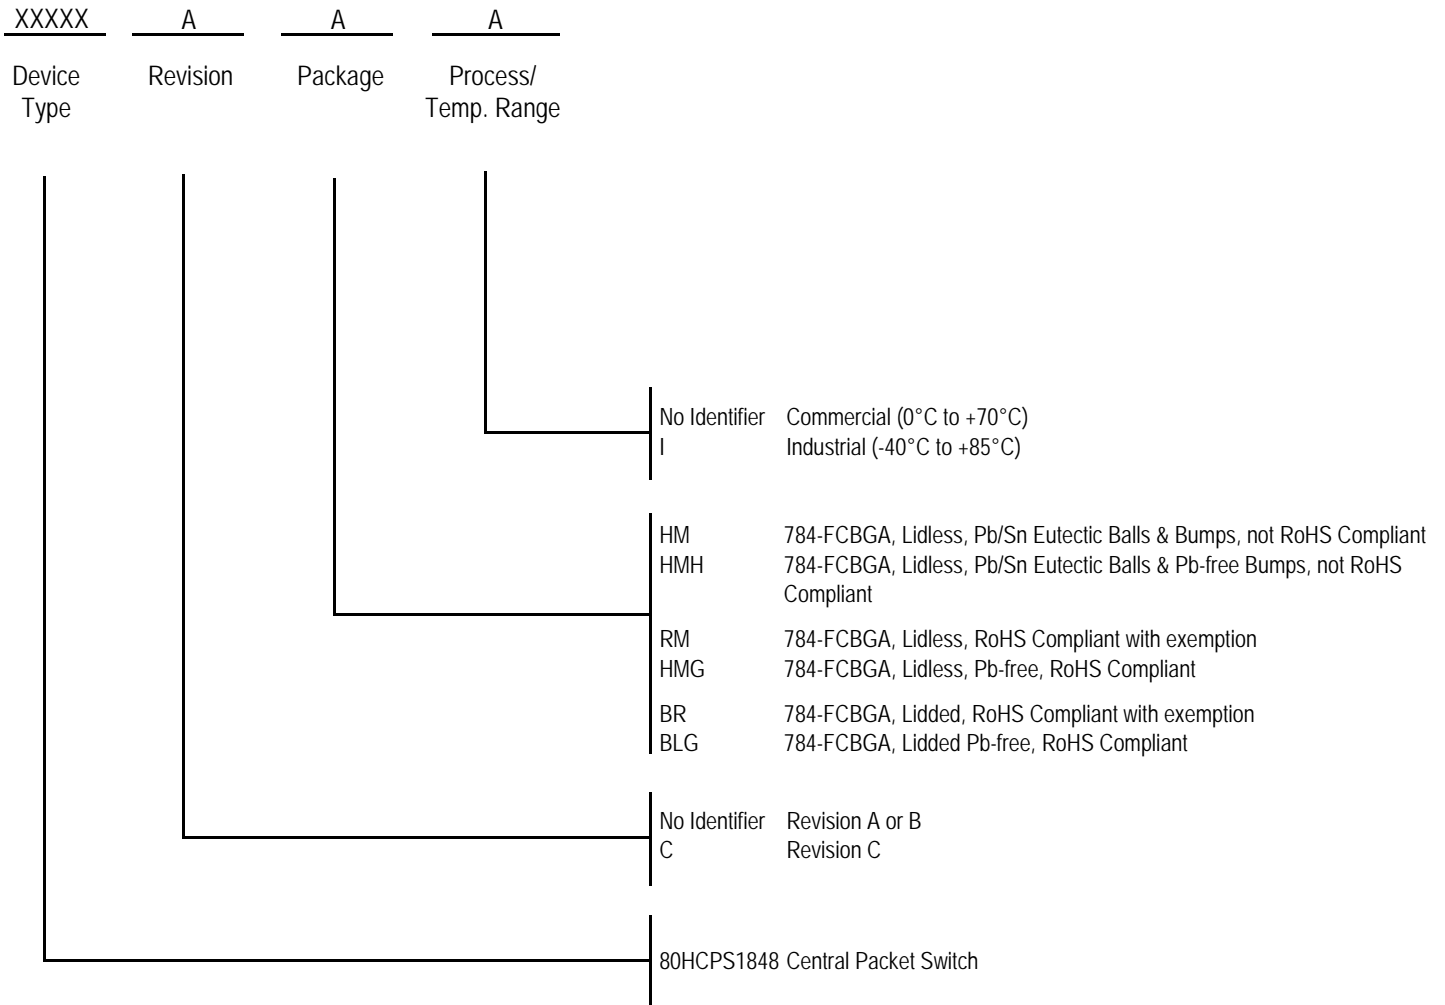 XXXXX A A A
Device Type Revision Package Process/ Temp. Range
No Identifier Commercial (0°C to +70°C)
I Industrial (-40°C to +85°C)
HM 784-FCBGA, Lidless, Pb/Sn Eutectic Balls & Bumps, not RoHS Compliant
HMH 784-FCBGA, Lidless, Pb/Sn Eutectic Balls & Pb-free Bumps, not RoHS
Compliant
RM 784-FCBGA, Lidless, RoHS Compliant with exemption
HMG 784-FCBGA, Lidless, Pb-free, RoHS Compliant
BR 784-FCBGA, Lidded, RoHS Compliant with exemption
BLG 784-FCBGA, Lidded Pb-free, RoHS Compliant
No Identifier Revision A or B
C Revision C
80HCPS1848 Central Packet Switch